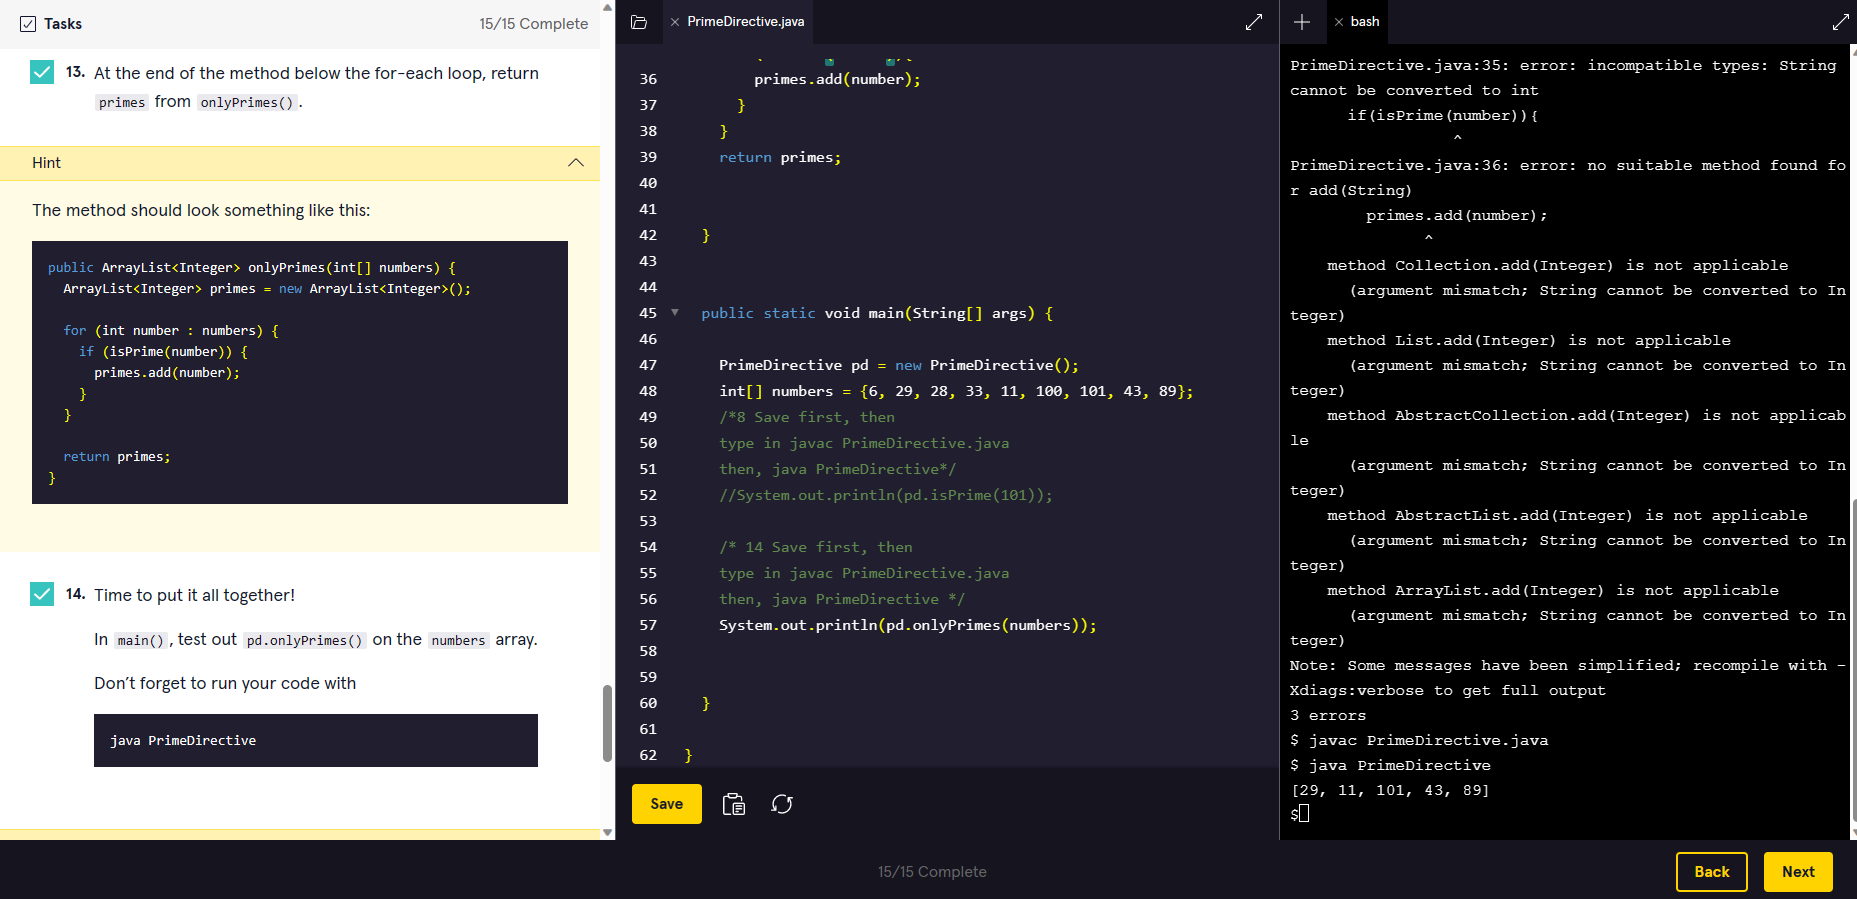 Tasks
15/15 Complete
13. At the end of the method below the for-each loop, return
primes from onlyPrimes().
Hint
The method should look something like this:
public ArrayList<Integer> onlyPrimes(int[] numbers) {
  ArrayList<Integer> primes = new ArrayList<Integer>();
  for (int number : numbers) {
    if (isPrime(number)) {
      primes.add(number);
    }
  }
  return primes;
}
14. Time to put it all together!
In main(), test out pd.onlyPrimes() on the numbers array.
Don't forget to run your code with
java PrimeDirective
PrimeDirective.java
36 primes.add(number);
37 }
38 }
39 return primes;
40
41
42 }
43
44
45 public static void main(String[] args) {
46
47 PrimeDirective pd = new PrimeDirective();
48 int[] numbers = {6, 29, 28, 33, 11, 100, 101, 43, 89};
49 /*8 Save first, then
50 type in javac PrimeDirective.java
51 then, java PrimeDirective*/
52 //System.out.println(pd.isPrime(101));
53
54 /* 14 Save first, then
55 type in javac PrimeDirective.java
56 then, java PrimeDirective */
57 System.out.println(pd.onlyPrimes(numbers));
58
59
60 }
61
62 }
Save
bash
PrimeDirective.java:35: error: incompatible types: String
cannot be converted to int
if(isPrime(number)){
^
PrimeDirective.java:36: error: no suitable method found fo
r add(String)
primes.add(number);
^
method Collection.add(Integer) is not applicable
(argument mismatch; String cannot be converted to In
teger)
method List.add(Integer) is not applicable
(argument mismatch; String cannot be converted to In
teger)
method AbstractCollection.add(Integer) is not applicab
le
(argument mismatch; String cannot be converted to In
teger)
method AbstractList.add(Integer) is not applicable
(argument mismatch; String cannot be converted to In
teger)
method ArrayList.add(Integer) is not applicable
(argument mismatch; String cannot be converted to In
teger)
Note: Some messages have been simplified; recompile with -
Xdiags:verbose to get full output
3 errors
$ javac PrimeDirective.java
$ java PrimeDirective
[29, 11, 101, 43, 89]
$
15/15 Complete
Back
Next